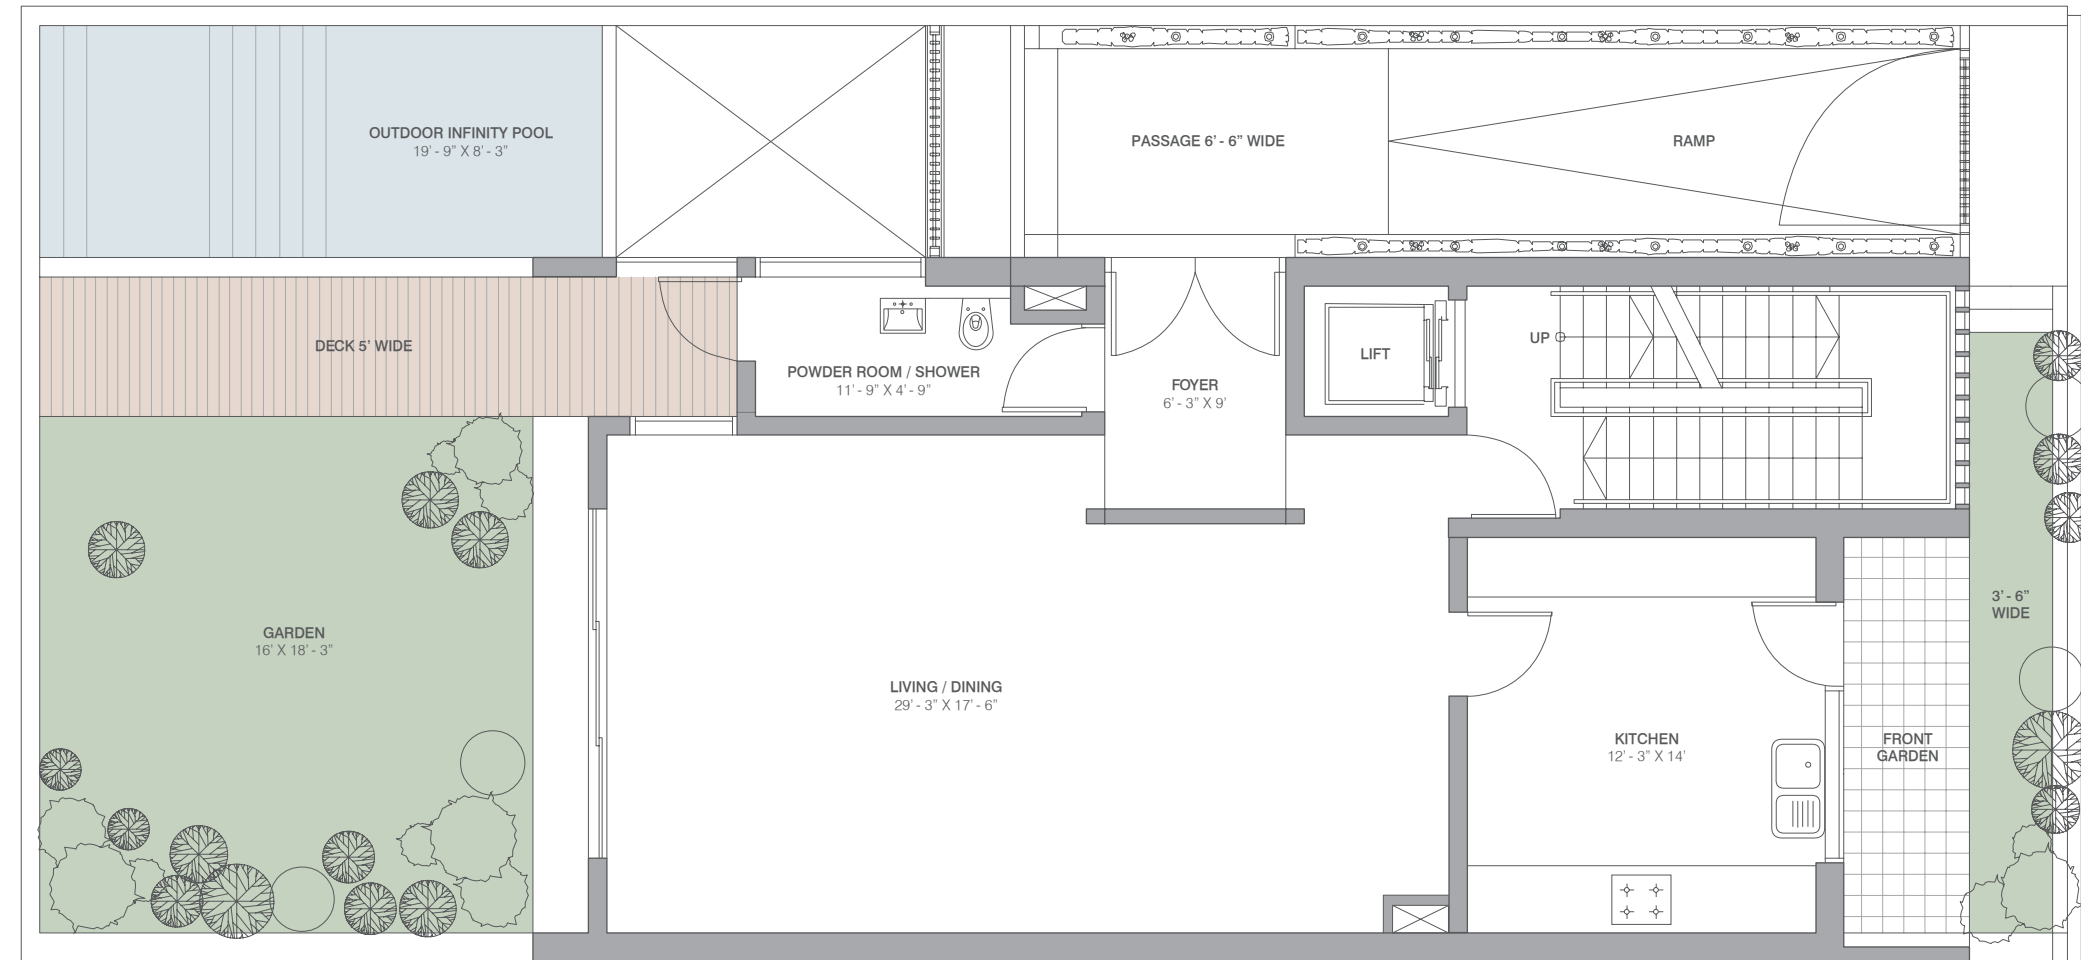 OUTDOOR INFINITY POOL
19' - 9" X 8' - 3"
PASSAGE 6' - 6" WIDE
RAMP
DECK 5' WIDE
POWDER ROOM / SHOWER
11' - 9" X 4' - 9"
FOYER
6' - 3" X 9'
LIFT
UP
GARDEN
16' X 18' - 3"
LIVING / DINING
29' - 3" X 17' - 6"
KITCHEN
12' - 3" X 14'
FRONT
GARDEN
3' - 6"
WIDE